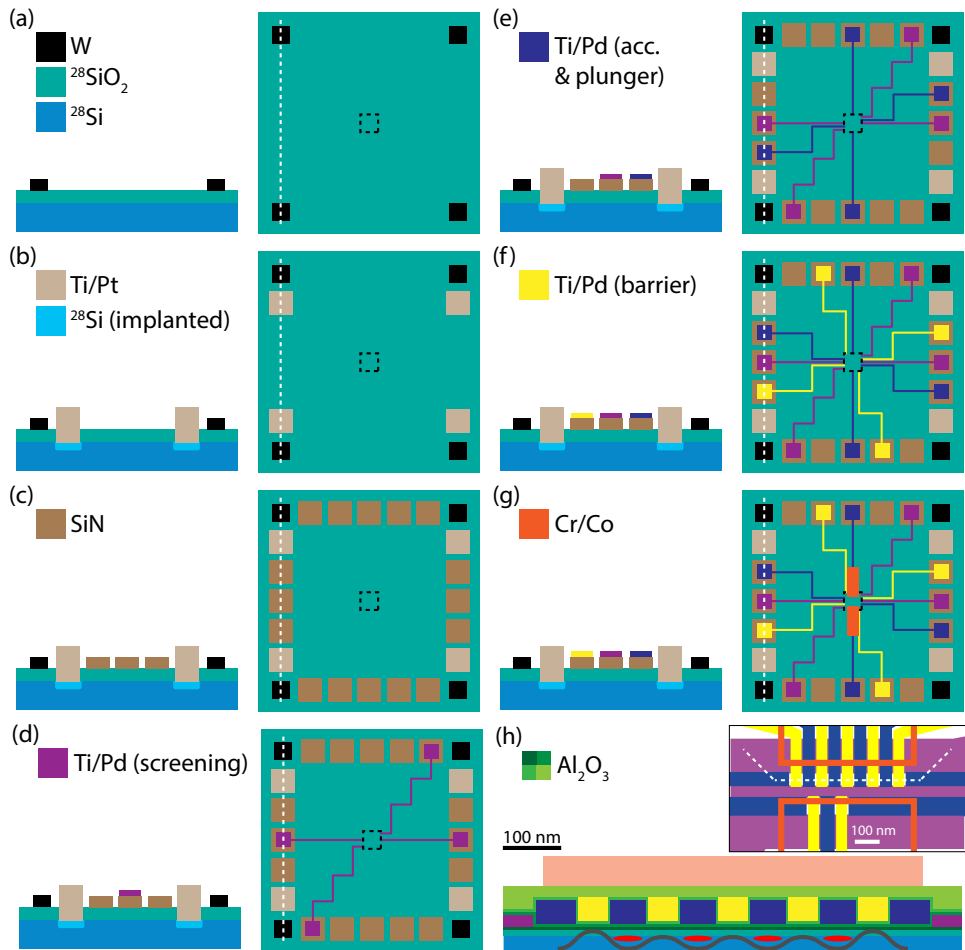 (a)
W
²⁸SiO₂
²⁸Si
(b)
Ti/Pt
²⁸Si (implanted)
(c)
SiN
(d)
Ti/Pd (screening)
(e)
Ti/Pd (acc.
& plunger)
(f)
Ti/Pd (barrier)
(g)
Cr/Co
(h)
Al₂O₃
100 nm
100 nm